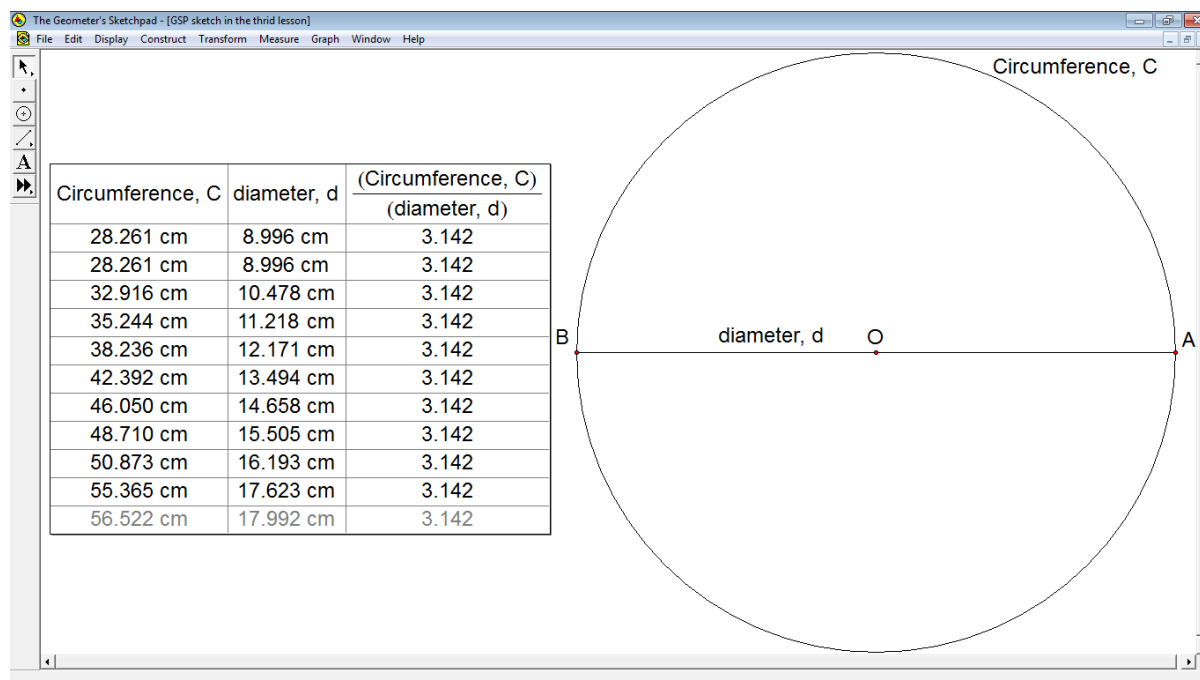 The Geometer's Sketchpad - [GSP sketch in the thrid lesson]
File Edit Display Construct Transform Measure Graph Window Help
A
Circumference, C
Circumference, C diameter, d (Circumference, C)
(diameter, d)
28.261 cm 8.996 cm 3.142
28.261 cm 8.996 cm 3.142
32.916 cm 10.478 cm 3.142
35.244 cm 11.218 cm 3.142
38.236 cm 12.171 cm 3.142
42.392 cm 13.494 cm 3.142
46.050 cm 14.658 cm 3.142
48.710 cm 15.505 cm 3.142
50.873 cm 16.193 cm 3.142
55.365 cm 17.623 cm 3.142
56.522 cm 17.992 cm 3.142
B diameter, d O A